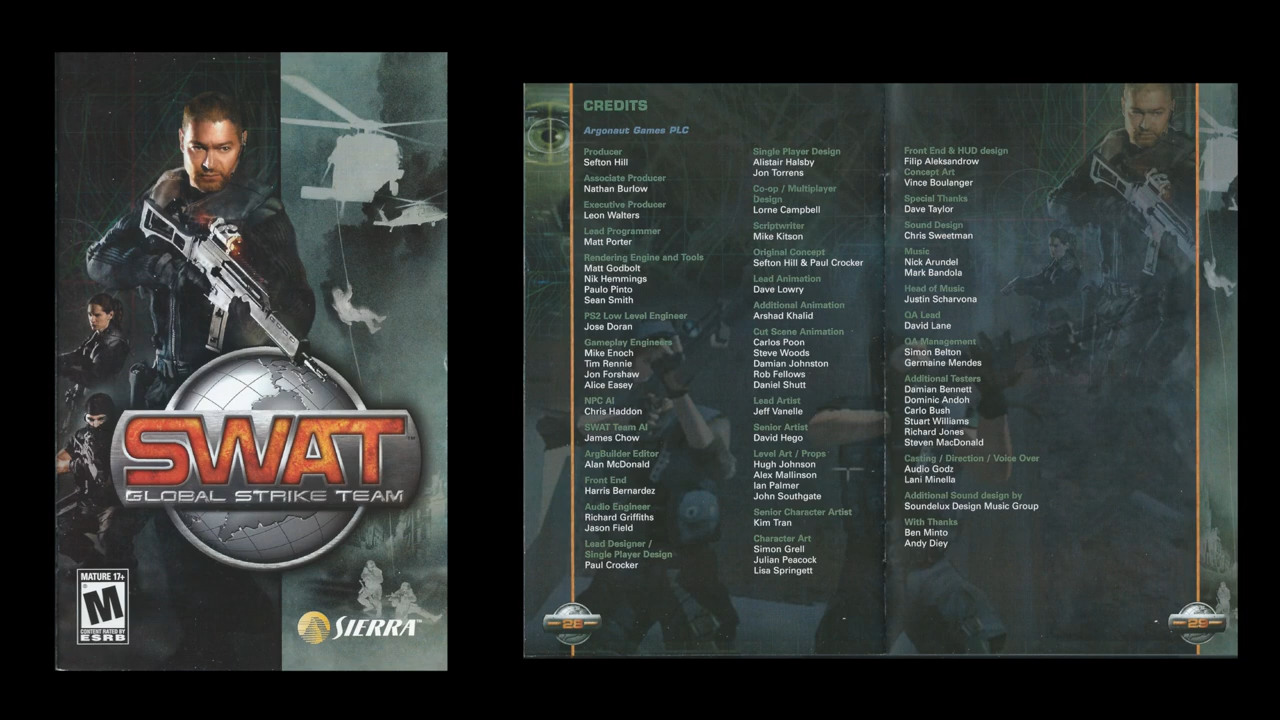 SWAT™
GLOBAL STRIKE TEAM
MATURE 17+
M
CONTENT RATED BY
ESRB
SIERRA™
CREDITS
Argonaut Games PLC
Producer
Sefton Hill
Associate Producer
Nathan Burlow
Executive Producer
Leon Walters
Lead Programmer
Matt Porter
Rendering Engine and Tools
Matt Godbolt
Nik Hemmings
Paulo Pinto
Sean Smith
PS2 Low Level Engineer
Jose Doran
Gameplay Engineers
Mike Enoch
Tim Rennie
Jon Forshaw
Alice Easey
NPC AI
Chris Haddon
SWAT Team AI
James Chow
ArgBuilder Editor
Alan McDonald
Front End
Harris Bernardez
Audio Engineer
Richard Griffiths
Jason Field
Lead Designer /
Single Player Design
Paul Crocker
Single Player Design
Alistair Halsby
Jon Torrens
Co-op / Multiplayer
Design
Lorne Campbell
Scriptwriter
Mike Kitson
Original Concept
Sefton Hill & Paul Crocker
Lead Animation
Dave Lowry
Additional Animation
Arshad Khalid
Cut Scene Animation
Carlos Poon
Steve Woods
Damian Johnston
Rob Fellows
Daniel Shutt
Lead Artist
Jeff Vanelle
Senior Artist
David Hego
Level Art / Props
Hugh Johnson
Alex Mallinson
Ian Palmer
John Southgate
Senior Character Artist
Kim Tran
Character Art
Simon Grell
Julian Peacock
Lisa Springett
Front End & HUD design
Filip Aleksandrow
Concept Art
Vince Boulanger
Special Thanks
Dave Taylor
Sound Design
Chris Sweetman
Music
Nick Arundel
Mark Bandola
Head of Music
Justin Scharvona
QA Lead
David Lane
QA Management
Simon Belton
Germaine Mendes
Additional Testers
Damian Bennett
Dominic Andoh
Carlo Bush
Stuart Williams
Richard Jones
Steven MacDonald
Casting / Direction / Voice Over
Audio Godz
Lani Minella
Additional Sound design by
Soundelux Design Music Group
With Thanks
Ben Minto
Andy Diey
28
29